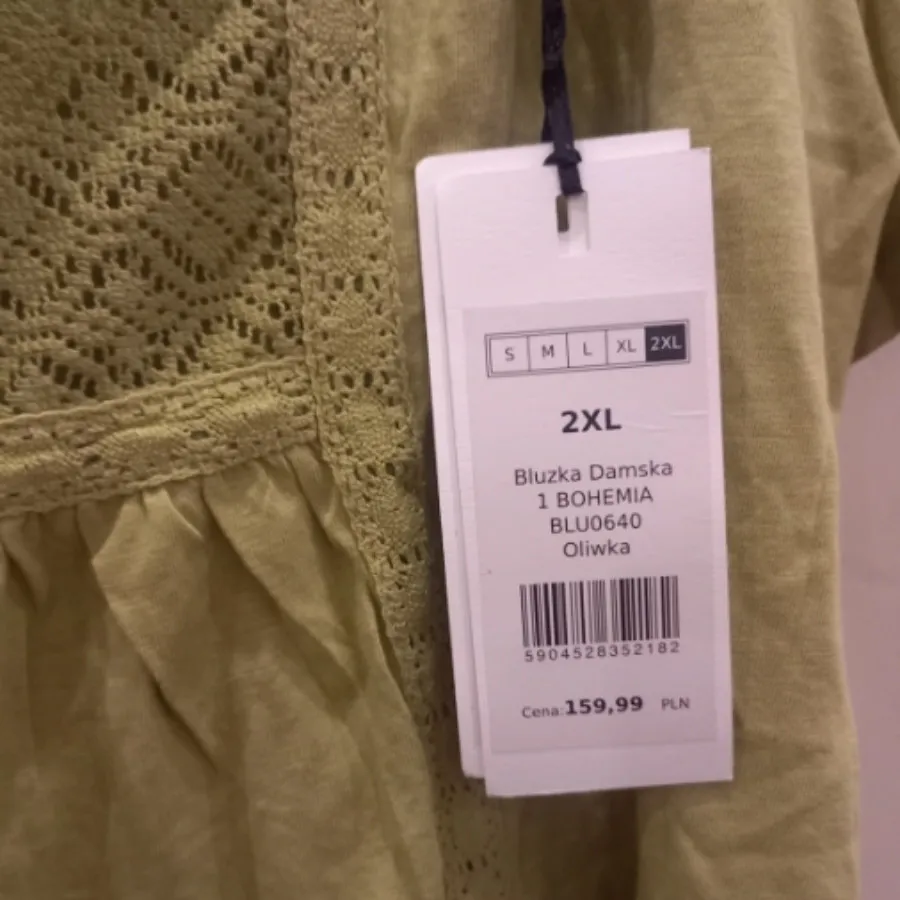 S M L XL 2XL
2XL
Bluzka Damska
1 BOHEMIA
BLU0640
Oliwka
5904528352182
Cena:159,99 PLN